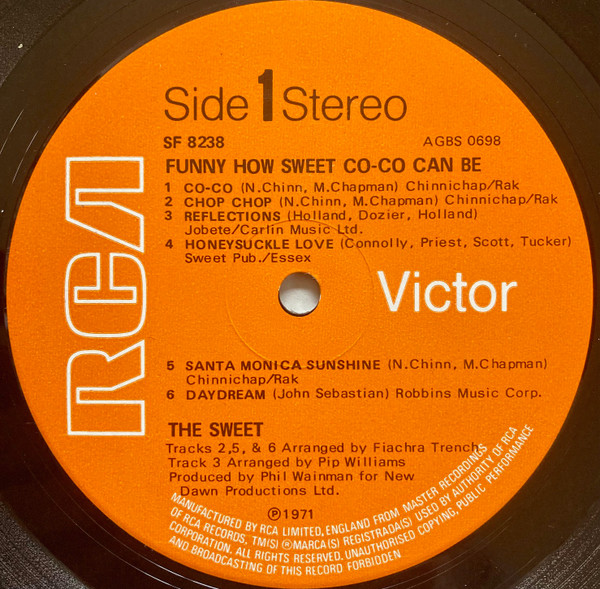 Side 1 Stereo
SF 8238 AGBS 0698
FUNNY HOW SWEET CO-CO CAN BE
1 CO-CO (N.Chinn, M.Chapman) Chinnichap/Rak
2 CHOP CHOP (N.Chinn, M.Chapman) Chinnichap/Rak
3 REFLECTIONS (Holland, Dozier, Holland)
Jobete/Carlin Music Ltd.
4 HONEYSUCKLE LOVE (Connolly, Priest, Scott, Tucker)
Sweet Pub./Essex
RCA
Victor
5 SANTA MONICA SUNSHINE (N.Chinn, M.Chapman)
Chinnichap/Rak
6 DAYDREAM (John Sebastian) Robbins Music Corp.
THE SWEET
Tracks 2,5, & 6 Arranged by Fiachra Trench
Track 3 Arranged by Pip Williams
Produced by Phil Wainman for New
Dawn Productions Ltd.
℗1971
MANUFACTURED BY RCA LIMITED, ENGLAND FROM MASTER RECORDINGS
OF RCA RECORDS, TM(S) ® MARCA(S) REGISTRADA(S) USED BY AUTHORITY OF RCA
CORPORATION. ALL RIGHTS RESERVED. UNAUTHORISED COPYING, PUBLIC PERFORMANCE
AND BROADCASTING OF THIS RECORD FORBIDDEN